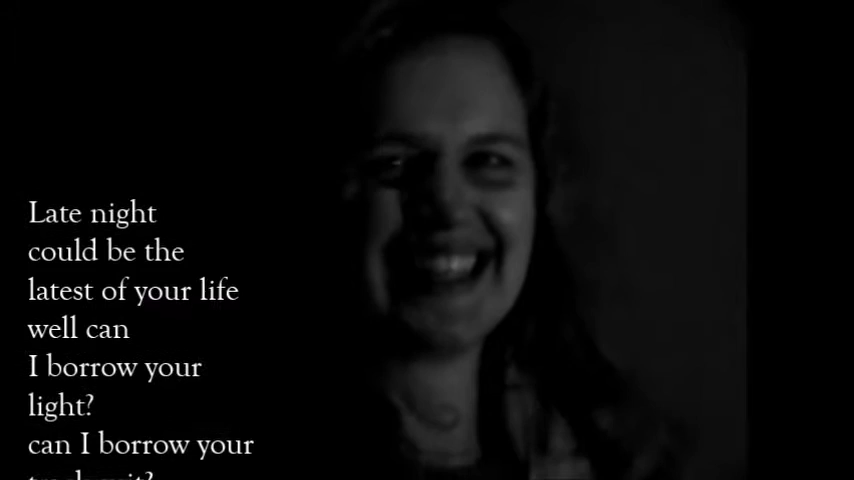 Late night
could be the
latest of your life
well can
I borrow your
light?
can I borrow your